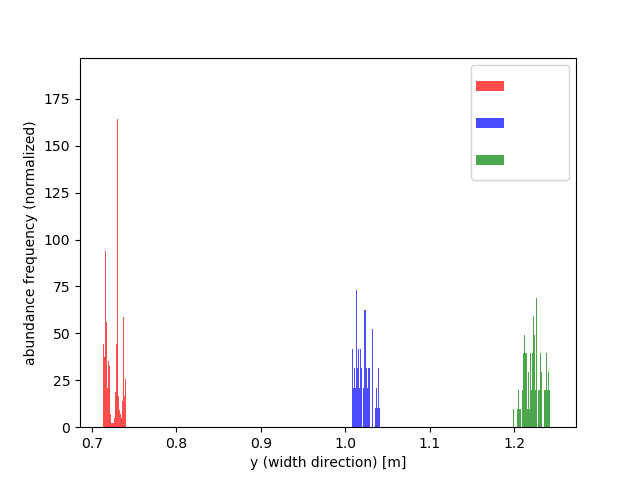 175
150
125
100
75
50
25
0
abundance frequency (normalized)
0.7 0.8 0.9 1.0 1.1 1.2
y (width direction) [m]